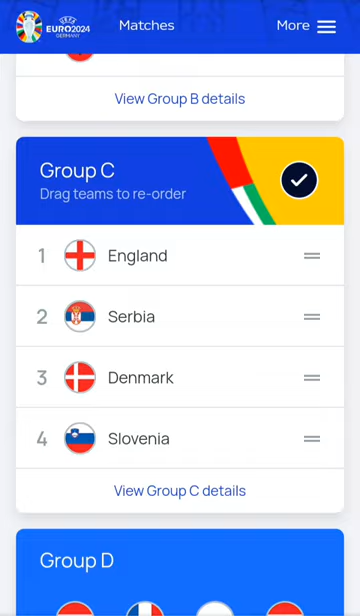 UEFA
EURO2024
GERMANY
Matches
More
View Group B details
Group C
Drag teams to re-order
1 England
2 Serbia
3 Denmark
4 Slovenia
View Group C details
Group D